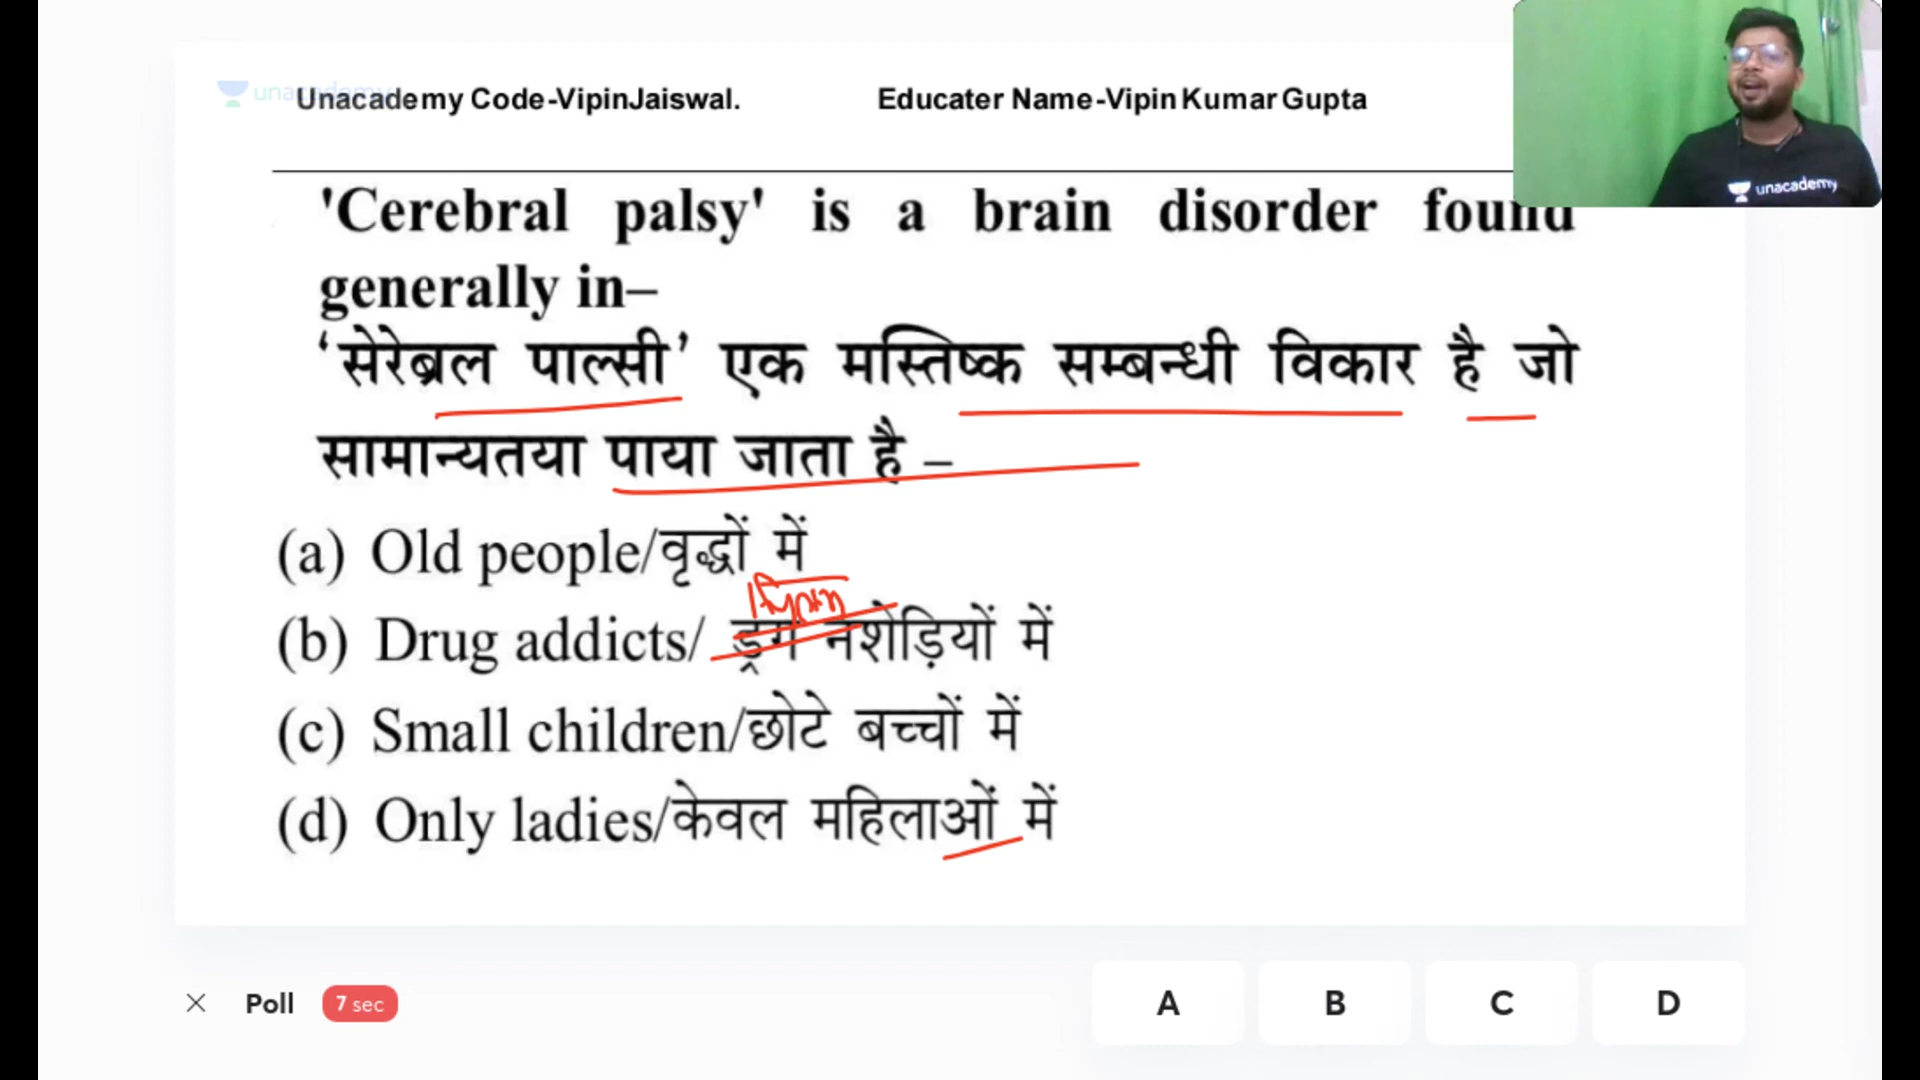 unacademy
Unacademy Code-VipinJaiswal. Educater Name-Vipin Kumar Gupta
unacademy
'Cerebral palsy' is a brain disorder found
generally in–
‘सेरेब्रल पाल्सी’ एक मस्तिष्क सम्बन्धी विकार है जो
सामान्यतया पाया जाता है –
(a) Old people/वृद्धों में
(b) Drug addicts/ ड्रग नशेड़ियों में
(c) Small children/छोटे बच्चों में
(d) Only ladies/केवल महिलाओं में
Poll 7 sec A B C D